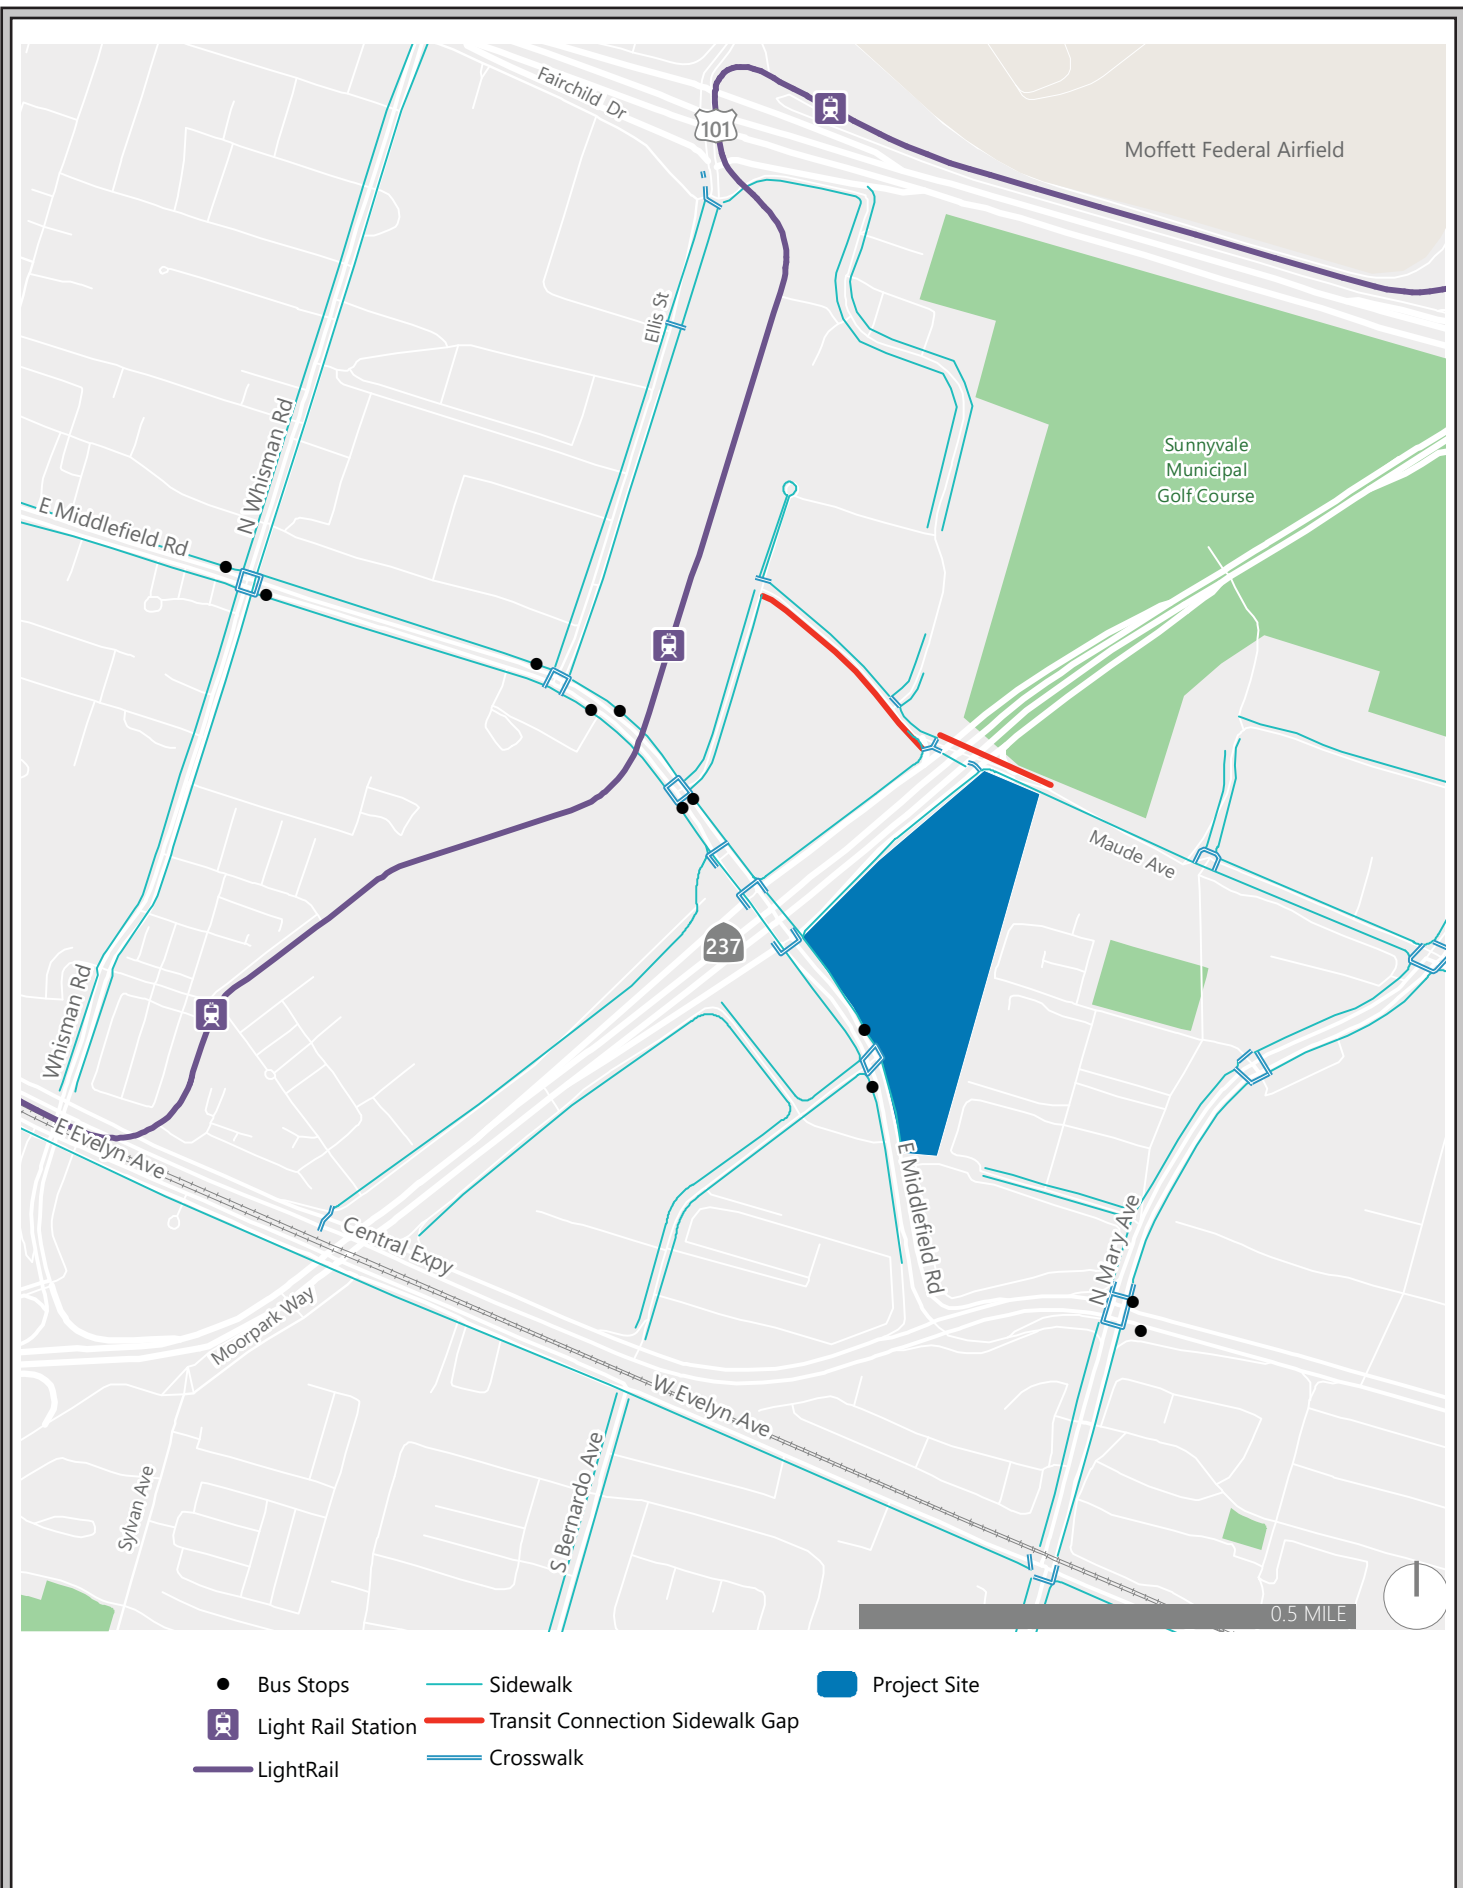 Fairchild Dr
101
Moffett Federal Airfield
Ellis St
N Whisman Rd
Sunnyvale
Municipal
Golf Course
E Middlefield Rd
Maude Ave
237
Whisman Rd
E Evelyn Ave
E Middlefield Rd
N Mary Ave
Central Expy
Moorpark Way
W Evelyn Ave
S Bernardo Ave
Sylvan Ave
0.5 MILE
Bus Stops
Sidewalk
Project Site
Light Rail Station
Transit Connection Sidewalk Gap
LightRail
Crosswalk